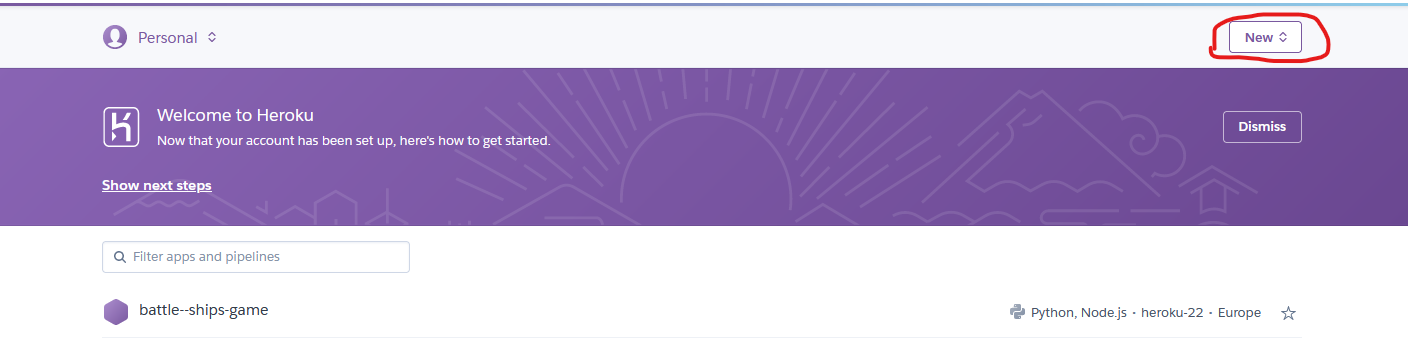 Personal
New
Welcome to Heroku
Now that your account has been set up, here's how to get started.
Dismiss
Show next steps
Filter apps and pipelines
battle--ships-game
Python, Node.js · heroku-22 · Europe